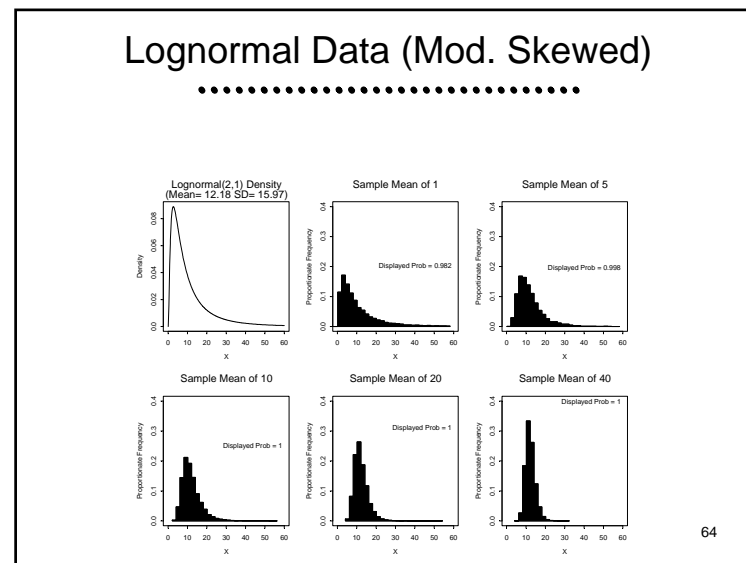 Lognormal Data (Mod. Skewed)
Lognormal(2,1) Density
(Mean= 12.18 SD= 15.97)
Density
0.0 0.02 0.04 0.06 0.08
0 10 20 30 40 50 60
X
Sample Mean of 1
Displayed Prob = 0.982
Proportionate Frequency
0.0 0.1 0.2 0.3 0.4
0 10 20 30 40 50 60
X
Sample Mean of 5
Displayed Prob = 0.998
Proportionate Frequency
0.0 0.1 0.2 0.3 0.4
0 10 20 30 40 50 60
X
Sample Mean of 10
Displayed Prob = 1
Proportionate Frequency
0.0 0.1 0.2 0.3 0.4
0 10 20 30 40 50 60
X
Sample Mean of 20
Displayed Prob = 1
Proportionate Frequency
0.0 0.1 0.2 0.3 0.4
0 10 20 30 40 50 60
X
Sample Mean of 40
Displayed Prob = 1
Proportionate Frequency
0.0 0.1 0.2 0.3 0.4
0 10 20 30 40 50 60
X
64